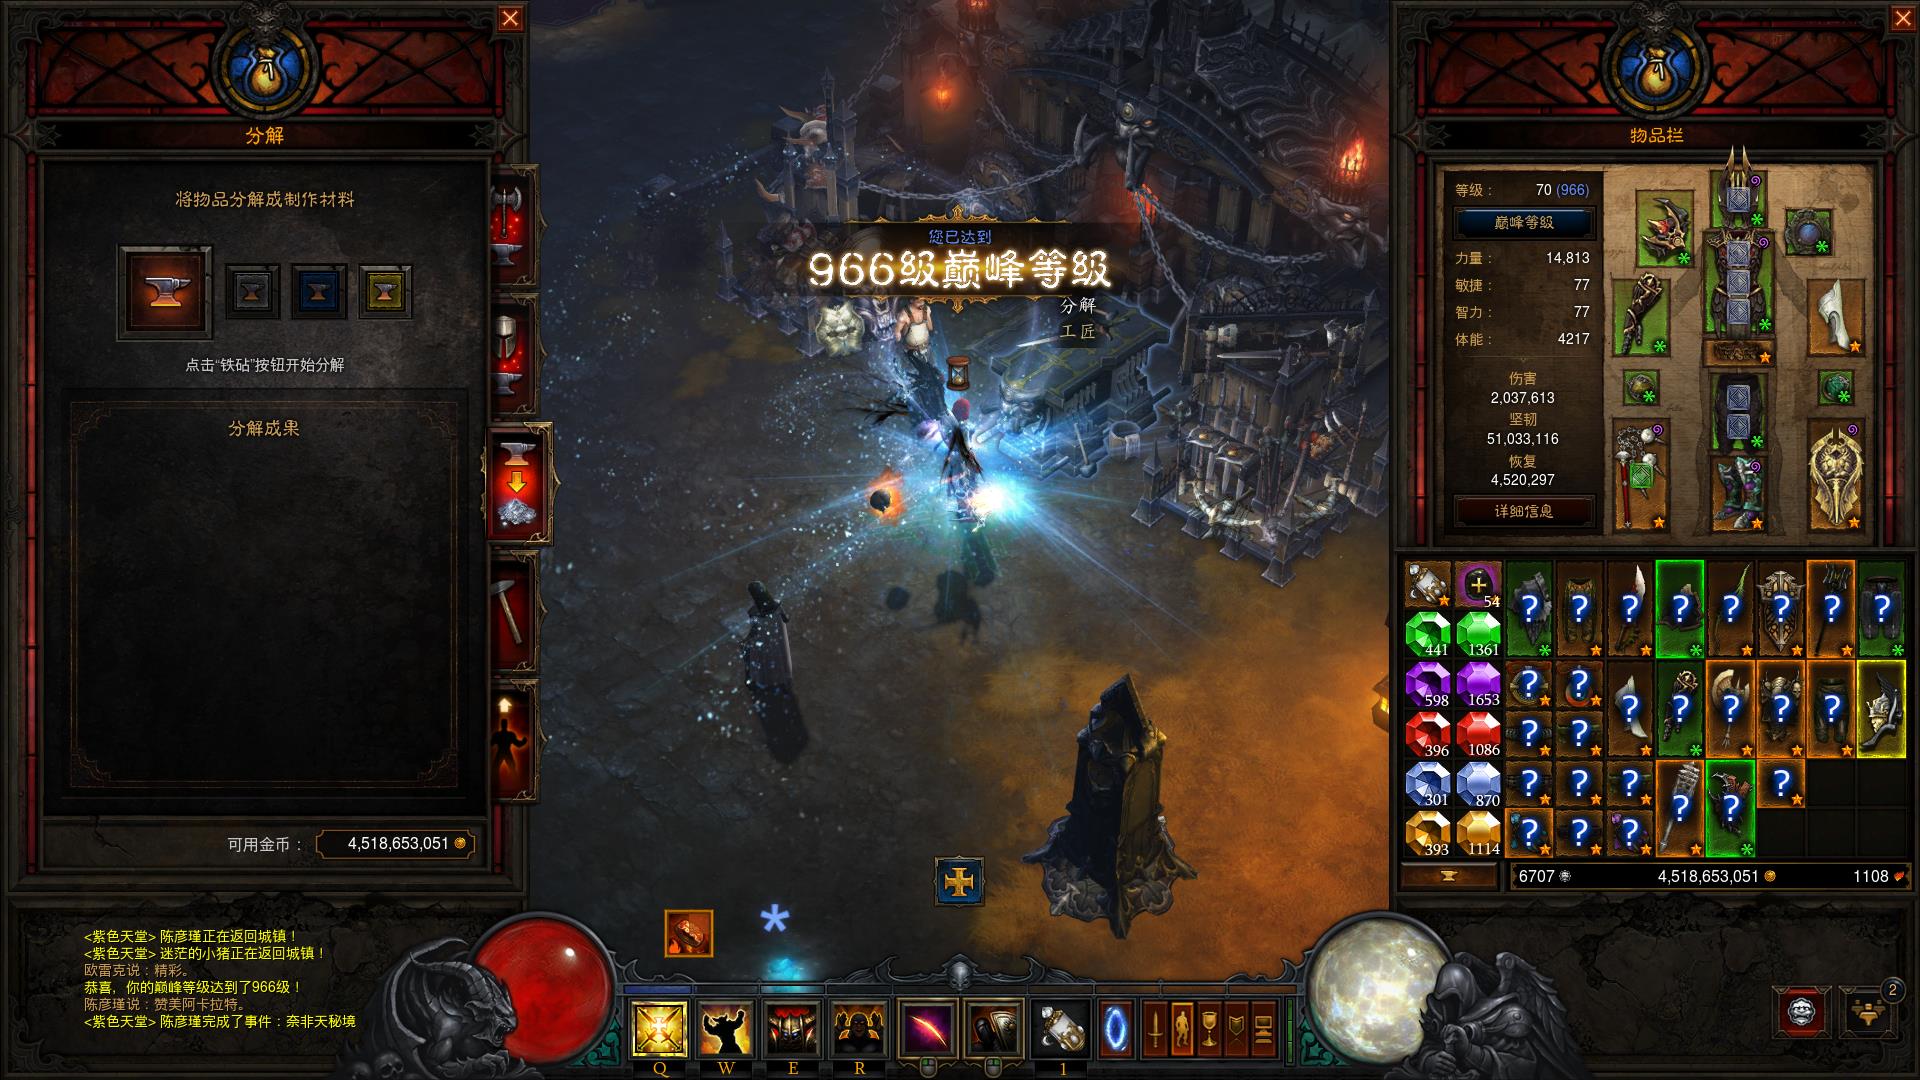 分解
将物品分解成制作材料
点击“铁砧”按钮开始分解
分解成果
可用金币：
4,518,653,051
您已达到
966级巅峰等级
分解
工匠
物品栏
等级： 70 (966)
巅峰等级
力量： 14,813
敏捷： 77
智力： 77
体能： 4217
伤害
2,037,613
坚韧
51,033,116
恢复
4,520,297
详细信息
54
441 1361
598 1653
396 1086
301 870
393 1114
? ? ? ? ? ? ? ?
? ? ? ? ? ? ?
? ?
? ? ? ? ? ?
? ? ?
6707 4,518,653,051 1108
<紫色天堂> 陈彦瑾正在返回城镇！
<紫色天堂> 迷茫的小猪正在返回城镇！
欧雷克说：精彩。
恭喜，你的巅峰等级达到了966级！
陈彦瑾说：赞美阿卡拉特。
<紫色天堂> 陈彦瑾完成了事件：奈非天秘境
Q W E R 1
2